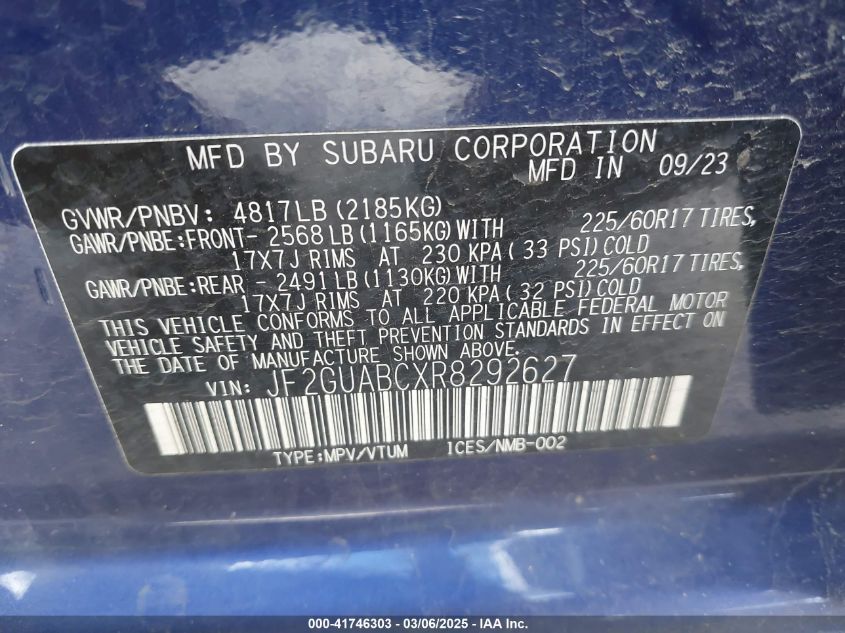 MFD BY SUBARU CORPORATION
MFD IN 09/23
GVWR/PNBV: 4817LB (2185KG)
GAWR/PNBE:FRONT- 2568 LB (1165KG) WITH 225/60R17 TIRES,
17X7J RIMS AT 230 KPA ( 33 PSI) COLD
GAWR/PNBE:REAR - 2491 LB (1130KG) WITH 225/60R17 TIRES,
17X7J RIMS AT 220 KPA ( 32 PSI) COLD
THIS VEHICLE CONFORMS TO ALL APPLICABLE FEDERAL MOTOR
VEHICLE SAFETY AND THEFT PREVENTION STANDARDS IN EFFECT ON
THE DATE OF MANUFACTURE SHOWN ABOVE.
VIN: JF2GUABCXR8292627
TYPE:MPV/VTUM ICES/NMB-002
000-41746303 - 03/06/2025 - IAA Inc.